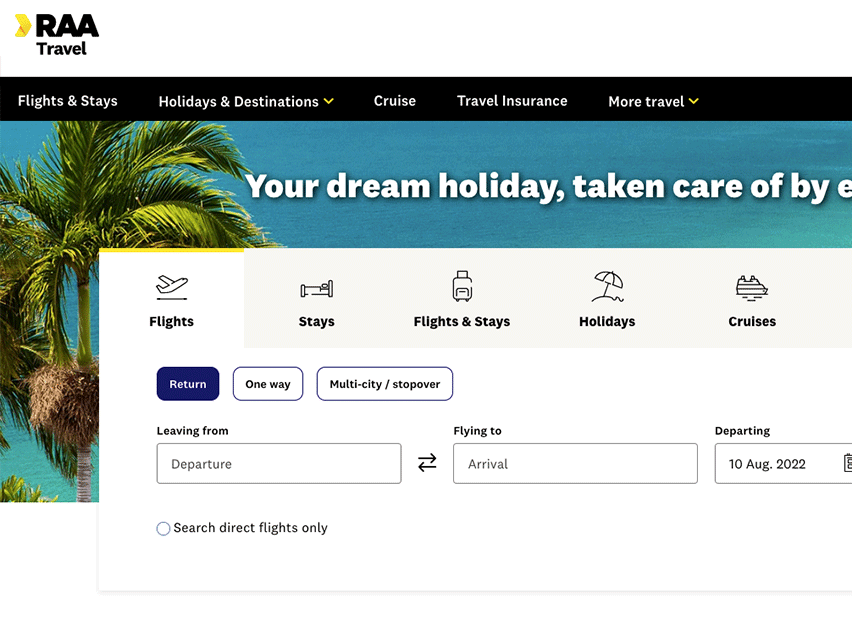 RAA
Travel
Flights & Stays Holidays & Destinations Cruise Travel Insurance More travel
Your dream holiday, taken care of by e
Flights Stays Flights & Stays Holidays Cruises
Return One way Multi-city / stopover
Leaving from Flying to Departing
Departure Arrival 10 Aug. 2022
Search direct flights only